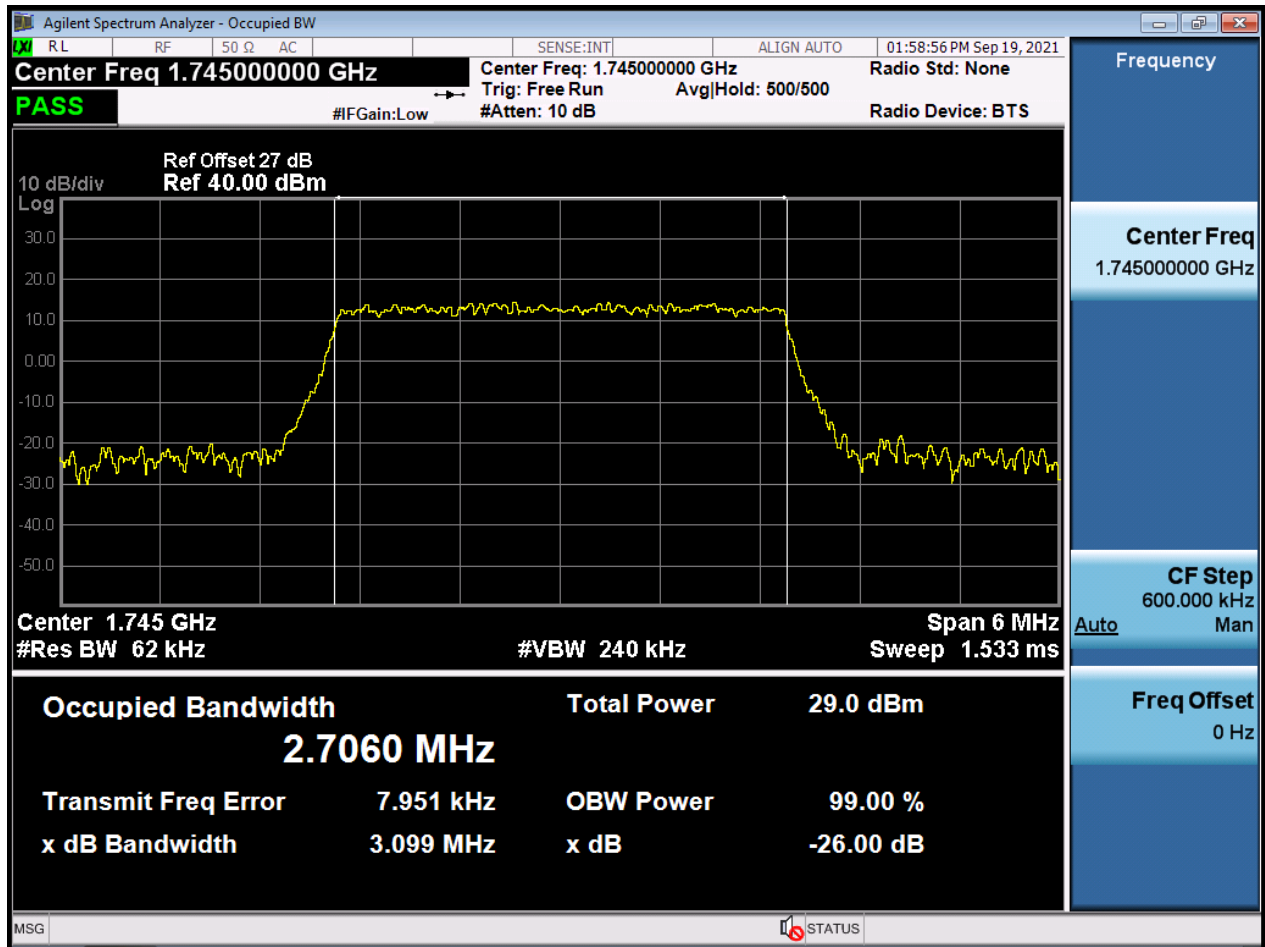 Agilent Spectrum Analyzer - Occupied BW
LXI RL RF 50 Ω AC SENSE:INT ALIGN AUTO 01:58:56 PM Sep 19, 2021
Center Freq 1.745000000 GHz
PASS
#IFGain:Low
Center Freq: 1.745000000 GHz
Trig: Free Run Avg|Hold: 500/500
#Atten: 10 dB
Radio Std: None
Radio Device: BTS
Ref Offset 27 dB
10 dB/div Ref 40.00 dBm
Log
30.0
20.0
10.0
0.00
-10.0
-20.0
-30.0
-40.0
-50.0
Center 1.745 GHz Span 6 MHz
#Res BW 62 kHz #VBW 240 kHz Sweep 1.533 ms
Occupied Bandwidth Total Power 29.0 dBm
2.7060 MHz
Transmit Freq Error 7.951 kHz OBW Power 99.00 %
x dB Bandwidth 3.099 MHz x dB -26.00 dB
Frequency
Center Freq
1.745000000 GHz
CF Step
600.000 kHz
Auto Man
Freq Offset
0 Hz
MSG STATUS